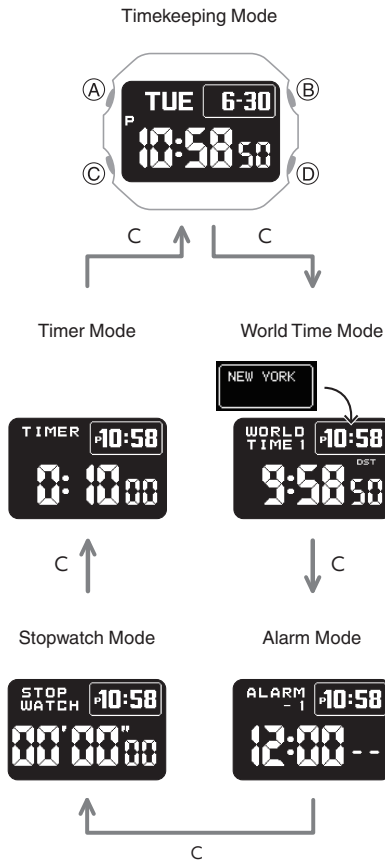 Timekeeping Mode
A
B
TUE 6-30
P
10:58 50
C
D
C
C
Timer Mode
World Time Mode
NEW YORK
TIMER P10:58
0: 10 00
WORLD TIME 1 P10:58
DST
9:58 50
C
C
Stopwatch Mode
Alarm Mode
STOP WATCH P10:58
00'00"00
ALARM - 1 P10:58
12:00 --
C